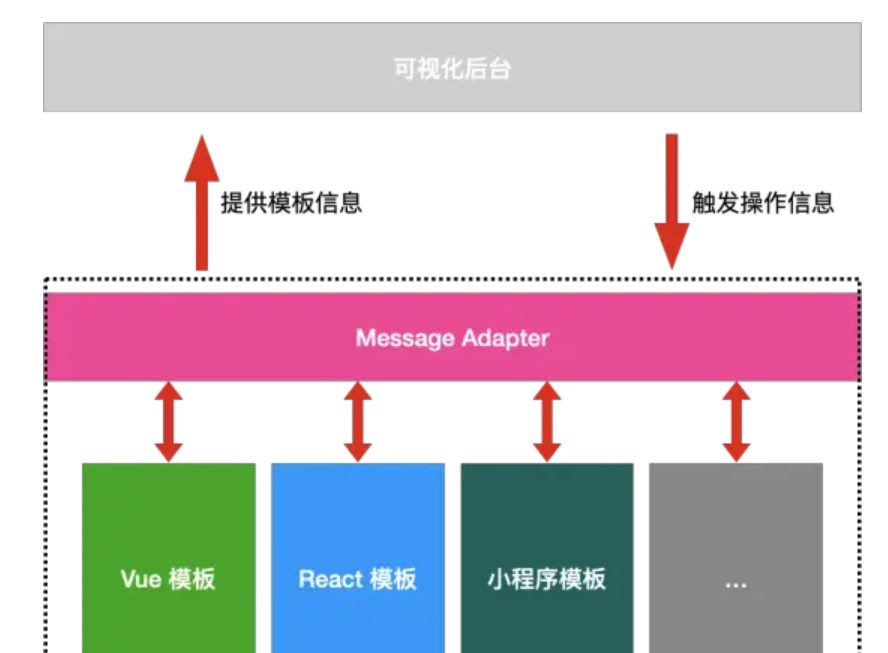 可视化后台
提供模板信息
触发操作信息
Message Adapter
Vue 模板
React 模板
小程序模板
...